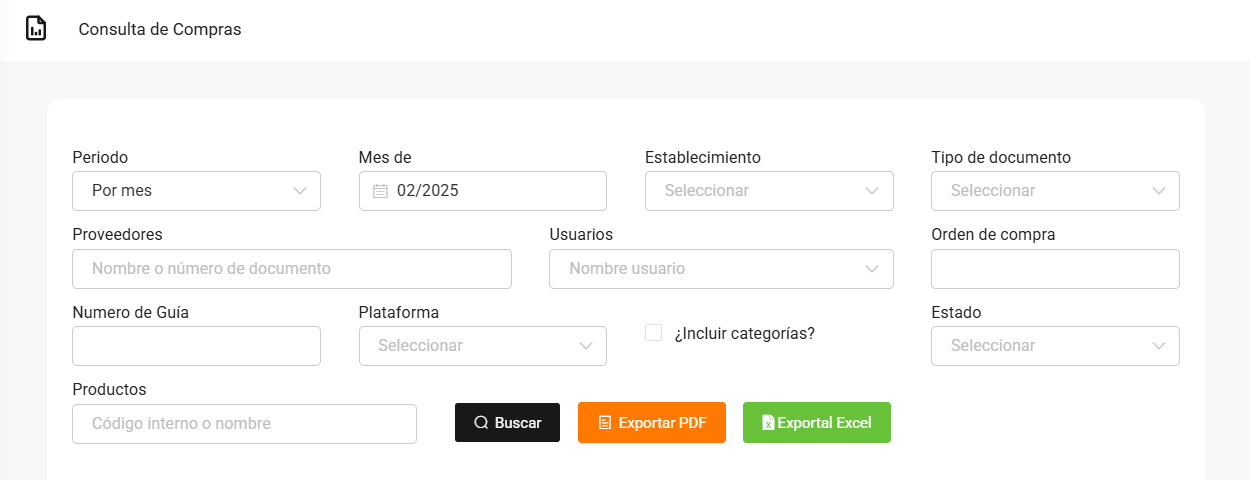 Consulta de Compras
Periodo
Mes de
Establecimiento
Tipo de documento
Por mes
02/2025
Seleccionar
Seleccionar
Proveedores
Usuarios
Orden de compra
Nombre o número de documento
Nombre usuario
Numero de Guía
Plataforma
¿Incluir categorías?
Estado
Seleccionar
Seleccionar
Productos
Código interno o nombre
Buscar
Exportar PDF
Exportal Excel